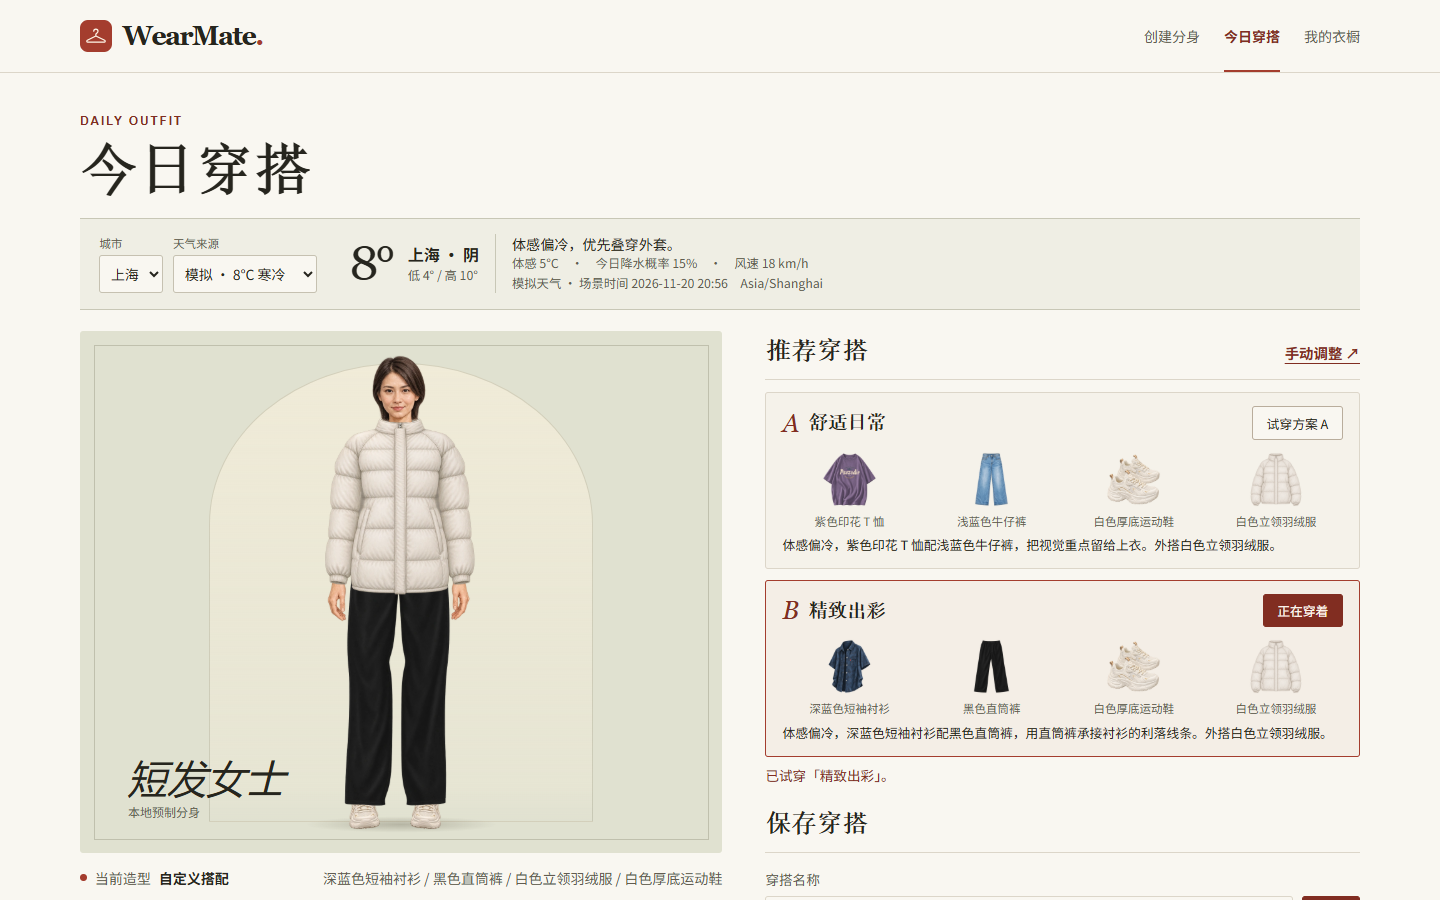 WearMate.
创建分身
今日穿搭
我的衣橱
DAILY OUTFIT
今日穿搭
城市
天气来源
上海
模拟 · 8°C 寒冷
8°
上海 · 阴
低 4° / 高 10°
体感偏冷，优先叠穿外套。
体感 5°C · 今日降水概率 15% · 风速 18 km/h
模拟天气 · 场景时间 2026-11-20 20:56 Asia/Shanghai
短发女士
本地预制分身
当前造型 自定义搭配
深蓝色短袖衬衫 / 黑色直筒裤 / 白色立领羽绒服 / 白色厚底运动鞋
推荐穿搭
手动调整 ↗
A 舒适日常
试穿方案 A
紫色印花 T 恤
浅蓝色牛仔裤
白色厚底运动鞋
白色立领羽绒服
体感偏冷，紫色印花 T 恤配浅蓝色牛仔裤，把视觉重点留给上衣。外搭白色立领羽绒服。
B 精致出彩
正在穿着
深蓝色短袖衬衫
黑色直筒裤
白色厚底运动鞋
白色立领羽绒服
体感偏冷，深蓝色短袖衬衫配黑色直筒裤，用直筒裤承接衬衫的利落线条。外搭白色立领羽绒服。
已试穿「精致出彩」。
保存穿搭
穿搭名称